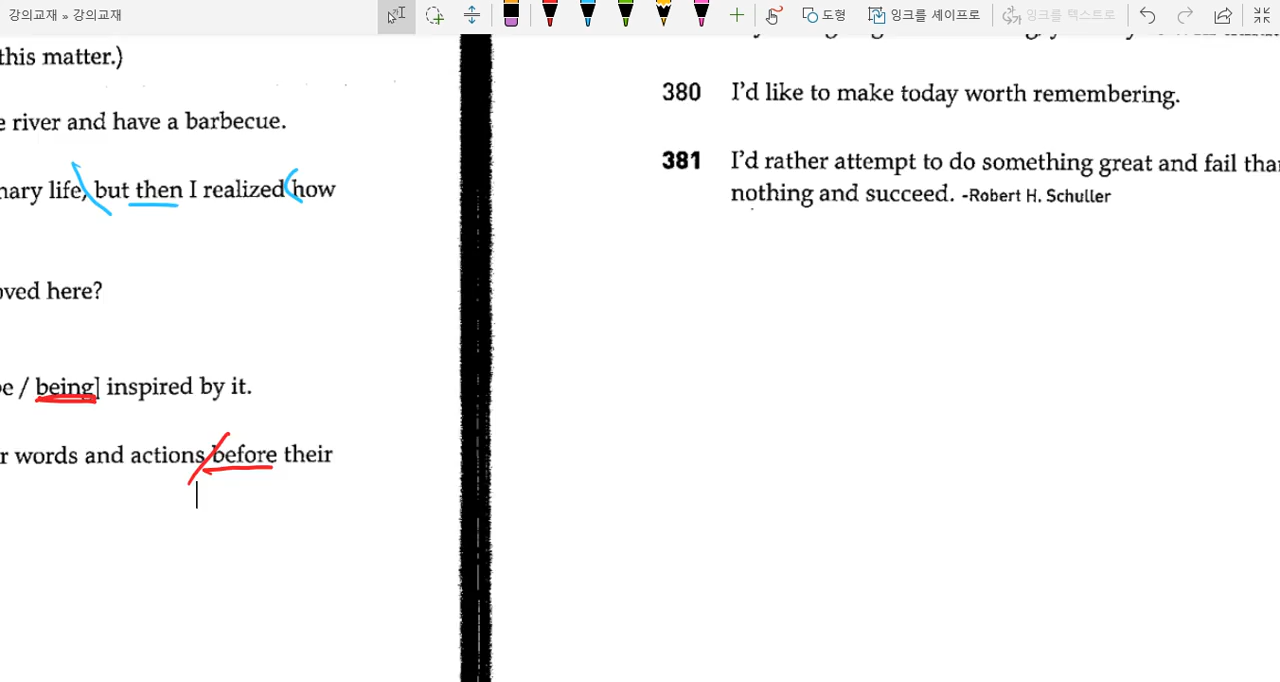 강의교재 » 강의교재
도형
잉크를 셰이프로
잉크를 텍스트로
this matter.)
river and have a barbecue.
life, but then I realized how
here?
/ being] inspired by it.
words and actions before their
380 I'd like to make today worth remembering.
381 I'd rather attempt to do something great and fail
nothing and succeed. -Robert H. Schuller